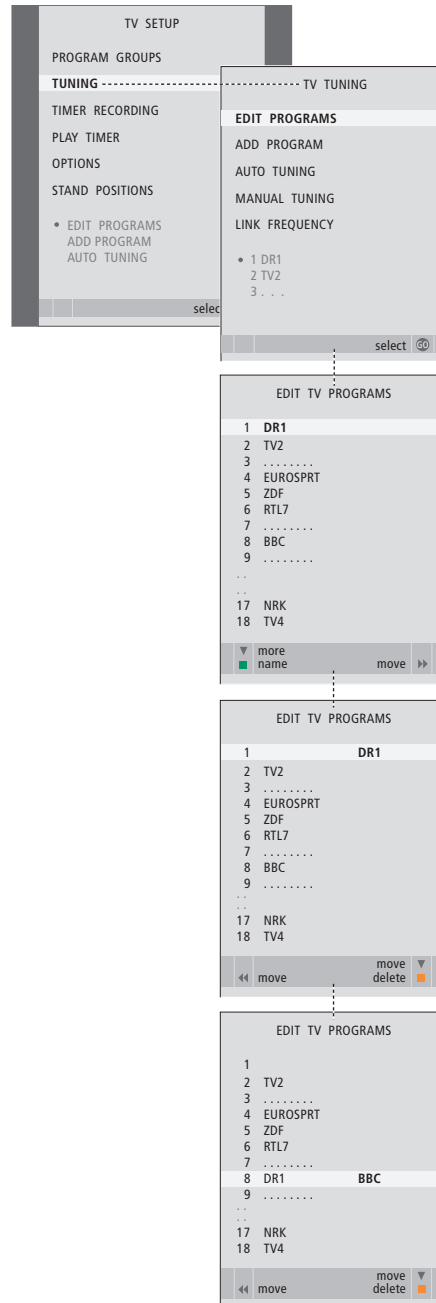 TV SETUP
PROGRAM GROUPS
TUNING
TIMER RECORDING
PLAY TIMER
OPTIONS
STAND POSITIONS
• EDIT PROGRAMS
ADD PROGRAM
AUTO TUNING
selec
TV TUNING
EDIT PROGRAMS
ADD PROGRAM
AUTO TUNING
MANUAL TUNING
LINK FREQUENCY
• 1 DR1
2 TV2
3 . . .
select GO
EDIT TV PROGRAMS
1 DR1
2 TV2
3 . . . . . . . .
4 EUROSPRT
5 ZDF
6 RTL7
7 . . . . . . . .
8 BBC
9 . . . . . . . .
. .
. .
17 NRK
18 TV4
▼ more
■ name move ▶▶
EDIT TV PROGRAMS
1 DR1
2 TV2
3 . . . . . . . .
4 EUROSPRT
5 ZDF
6 RTL7
7 . . . . . . . .
8 BBC
9 . . . . . . . .
. .
. .
17 NRK
18 TV4
move ▼
◀◀ move delete ■
EDIT TV PROGRAMS
1
2 TV2
3 . . . . . . . .
4 EUROSPRT
5 ZDF
6 RTL7
7 . . . . . . . .
8 DR1 BBC
9 . . . . . . . .
. .
. .
17 NRK
18 TV4
move ▼
◀◀ move delete ■